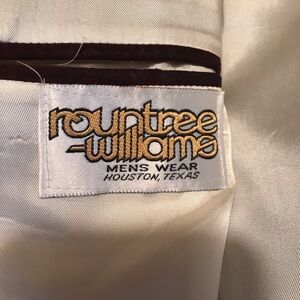 rountree
-williams
MENS WEAR
HOUSTON, TEXAS